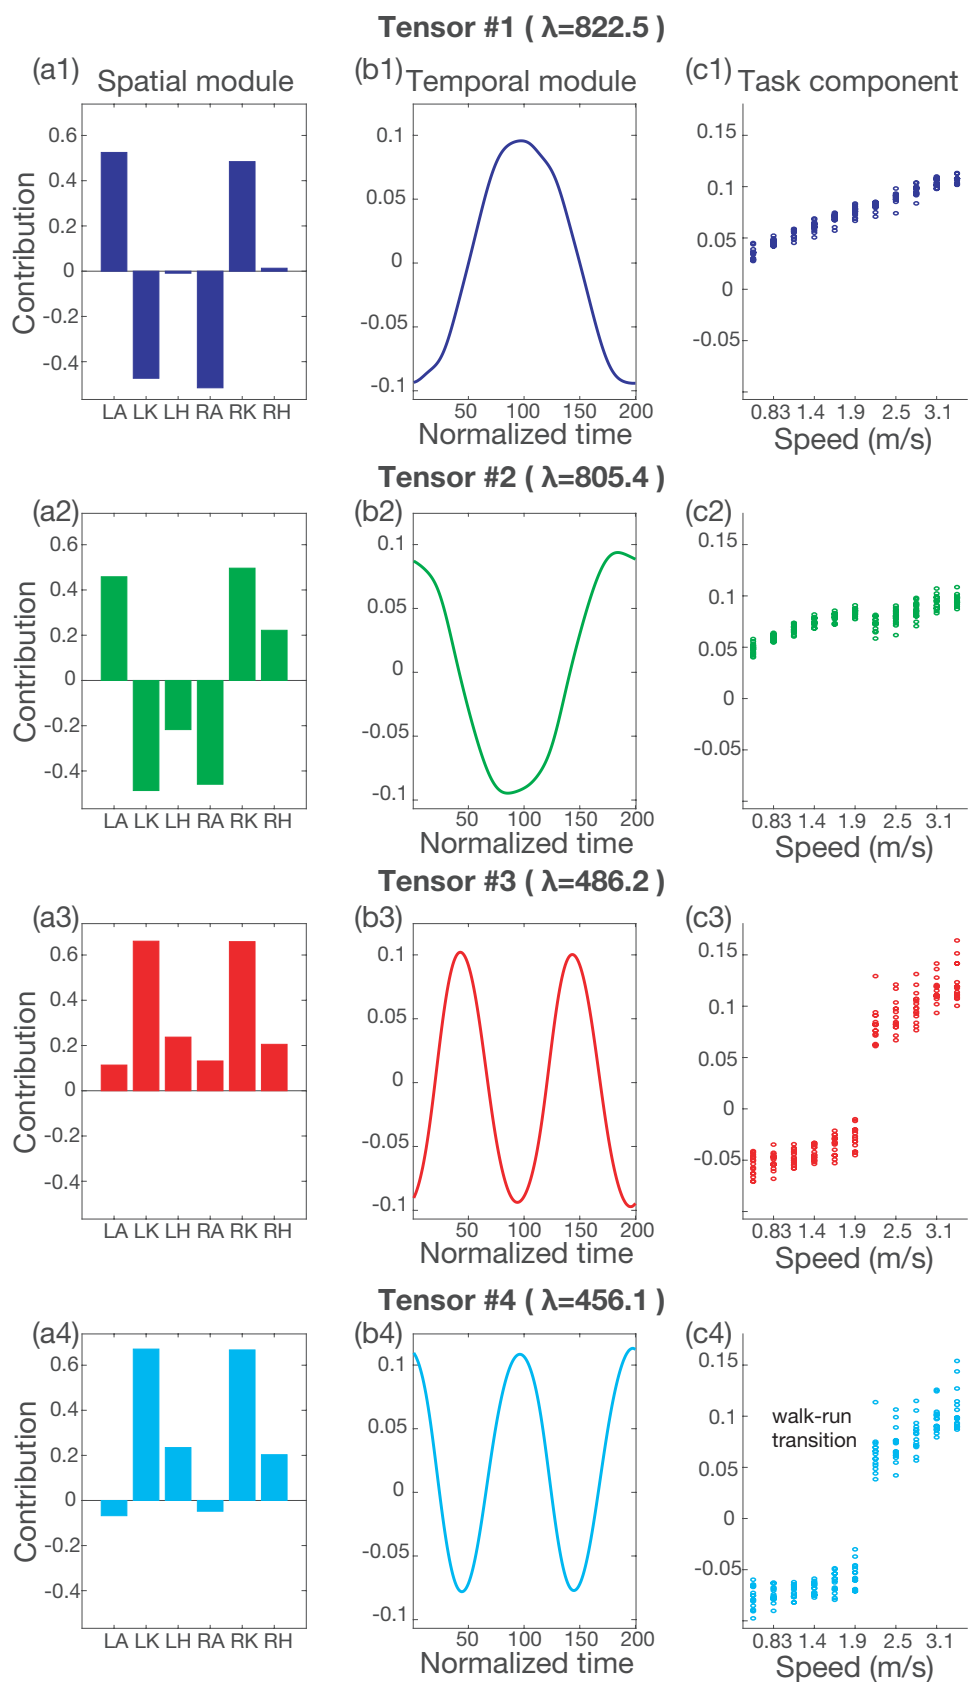 Tensor #1 ( λ=822.5 )
(a1) Spatial module
(b1) Temporal module
(c1) Task component
Contribution
0.6
0.4
0.2
0
-0.2
-0.4
LA LK LH RA RK RH
0.1
0.05
0
-0.05
-0.1
50 100 150 200
Normalized time
0.15
0.1
0.05
0
-0.05
0.83 1.4 1.9 2.5 3.1
Speed (m/s)
Tensor #2 ( λ=805.4 )
(a2)
(b2)
(c2)
Contribution
0.6
0.4
0.2
0
-0.2
-0.4
LA LK LH RA RK RH
0.1
0.05
0
-0.05
-0.1
50 100 150 200
Normalized time
0.15
0.1
0.05
0
-0.05
0.83 1.4 1.9 2.5 3.1
Speed (m/s)
Tensor #3 ( λ=486.2 )
(a3)
(b3)
(c3)
Contribution
0.6
0.4
0.2
0
-0.2
-0.4
LA LK LH RA RK RH
0.1
0.05
0
-0.05
-0.1
50 100 150 200
Normalized time
0.15
0.1
0.05
0
-0.05
0.83 1.4 1.9 2.5 3.1
Speed (m/s)
Tensor #4 ( λ=456.1 )
(a4)
(b4)
(c4)
Contribution
0.6
0.4
0.2
0
-0.2
-0.4
LA LK LH RA RK RH
0.1
0.05
0
-0.05
-0.1
50 100 150 200
Normalized time
0.15
0.1
0.05
0
-0.05
walk-run
transition
0.83 1.4 1.9 2.5 3.1
Speed (m/s)